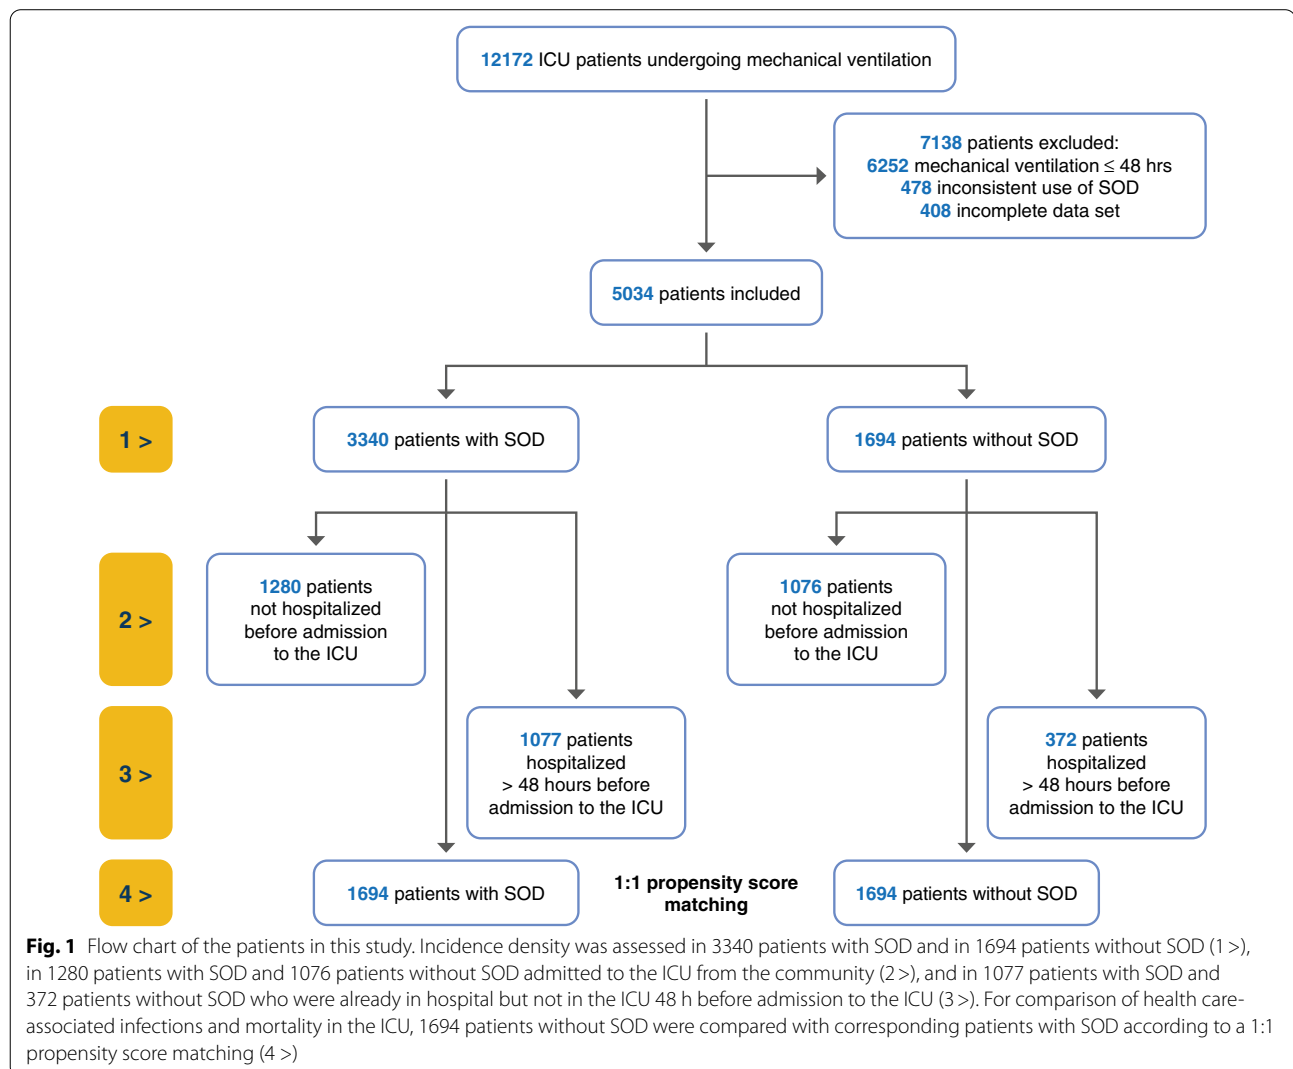 12172 ICU patients undergoing mechanical ventilation
7138 patients excluded:
6252 mechanical ventilation ≤ 48 hrs
478 inconsistent use of SOD
408 incomplete data set
5034 patients included
1 >
3340 patients with SOD
1694 patients without SOD
2 >
1280 patients
not hospitalized
before admission
to the ICU
1076 patients
not hospitalized
before admission
to the ICU
3 >
1077 patients
hospitalized
> 48 hours before
admission to the ICU
372 patients
hospitalized
> 48 hours before
admission to the ICU
4 >
1694 patients with SOD
1:1 propensity score
matching
1694 patients without SOD
Fig. 1 Flow chart of the patients in this study. Incidence density was assessed in 3340 patients with SOD and in 1694 patients without SOD (1 >),
in 1280 patients with SOD and 1076 patients without SOD admitted to the ICU from the community (2 >), and in 1077 patients with SOD and
372 patients without SOD who were already in hospital but not in the ICU 48 h before admission to the ICU (3 >). For comparison of health care-
associated infections and mortality in the ICU, 1694 patients without SOD were compared with corresponding patients with SOD according to a 1:1
propensity score matching (4 >)